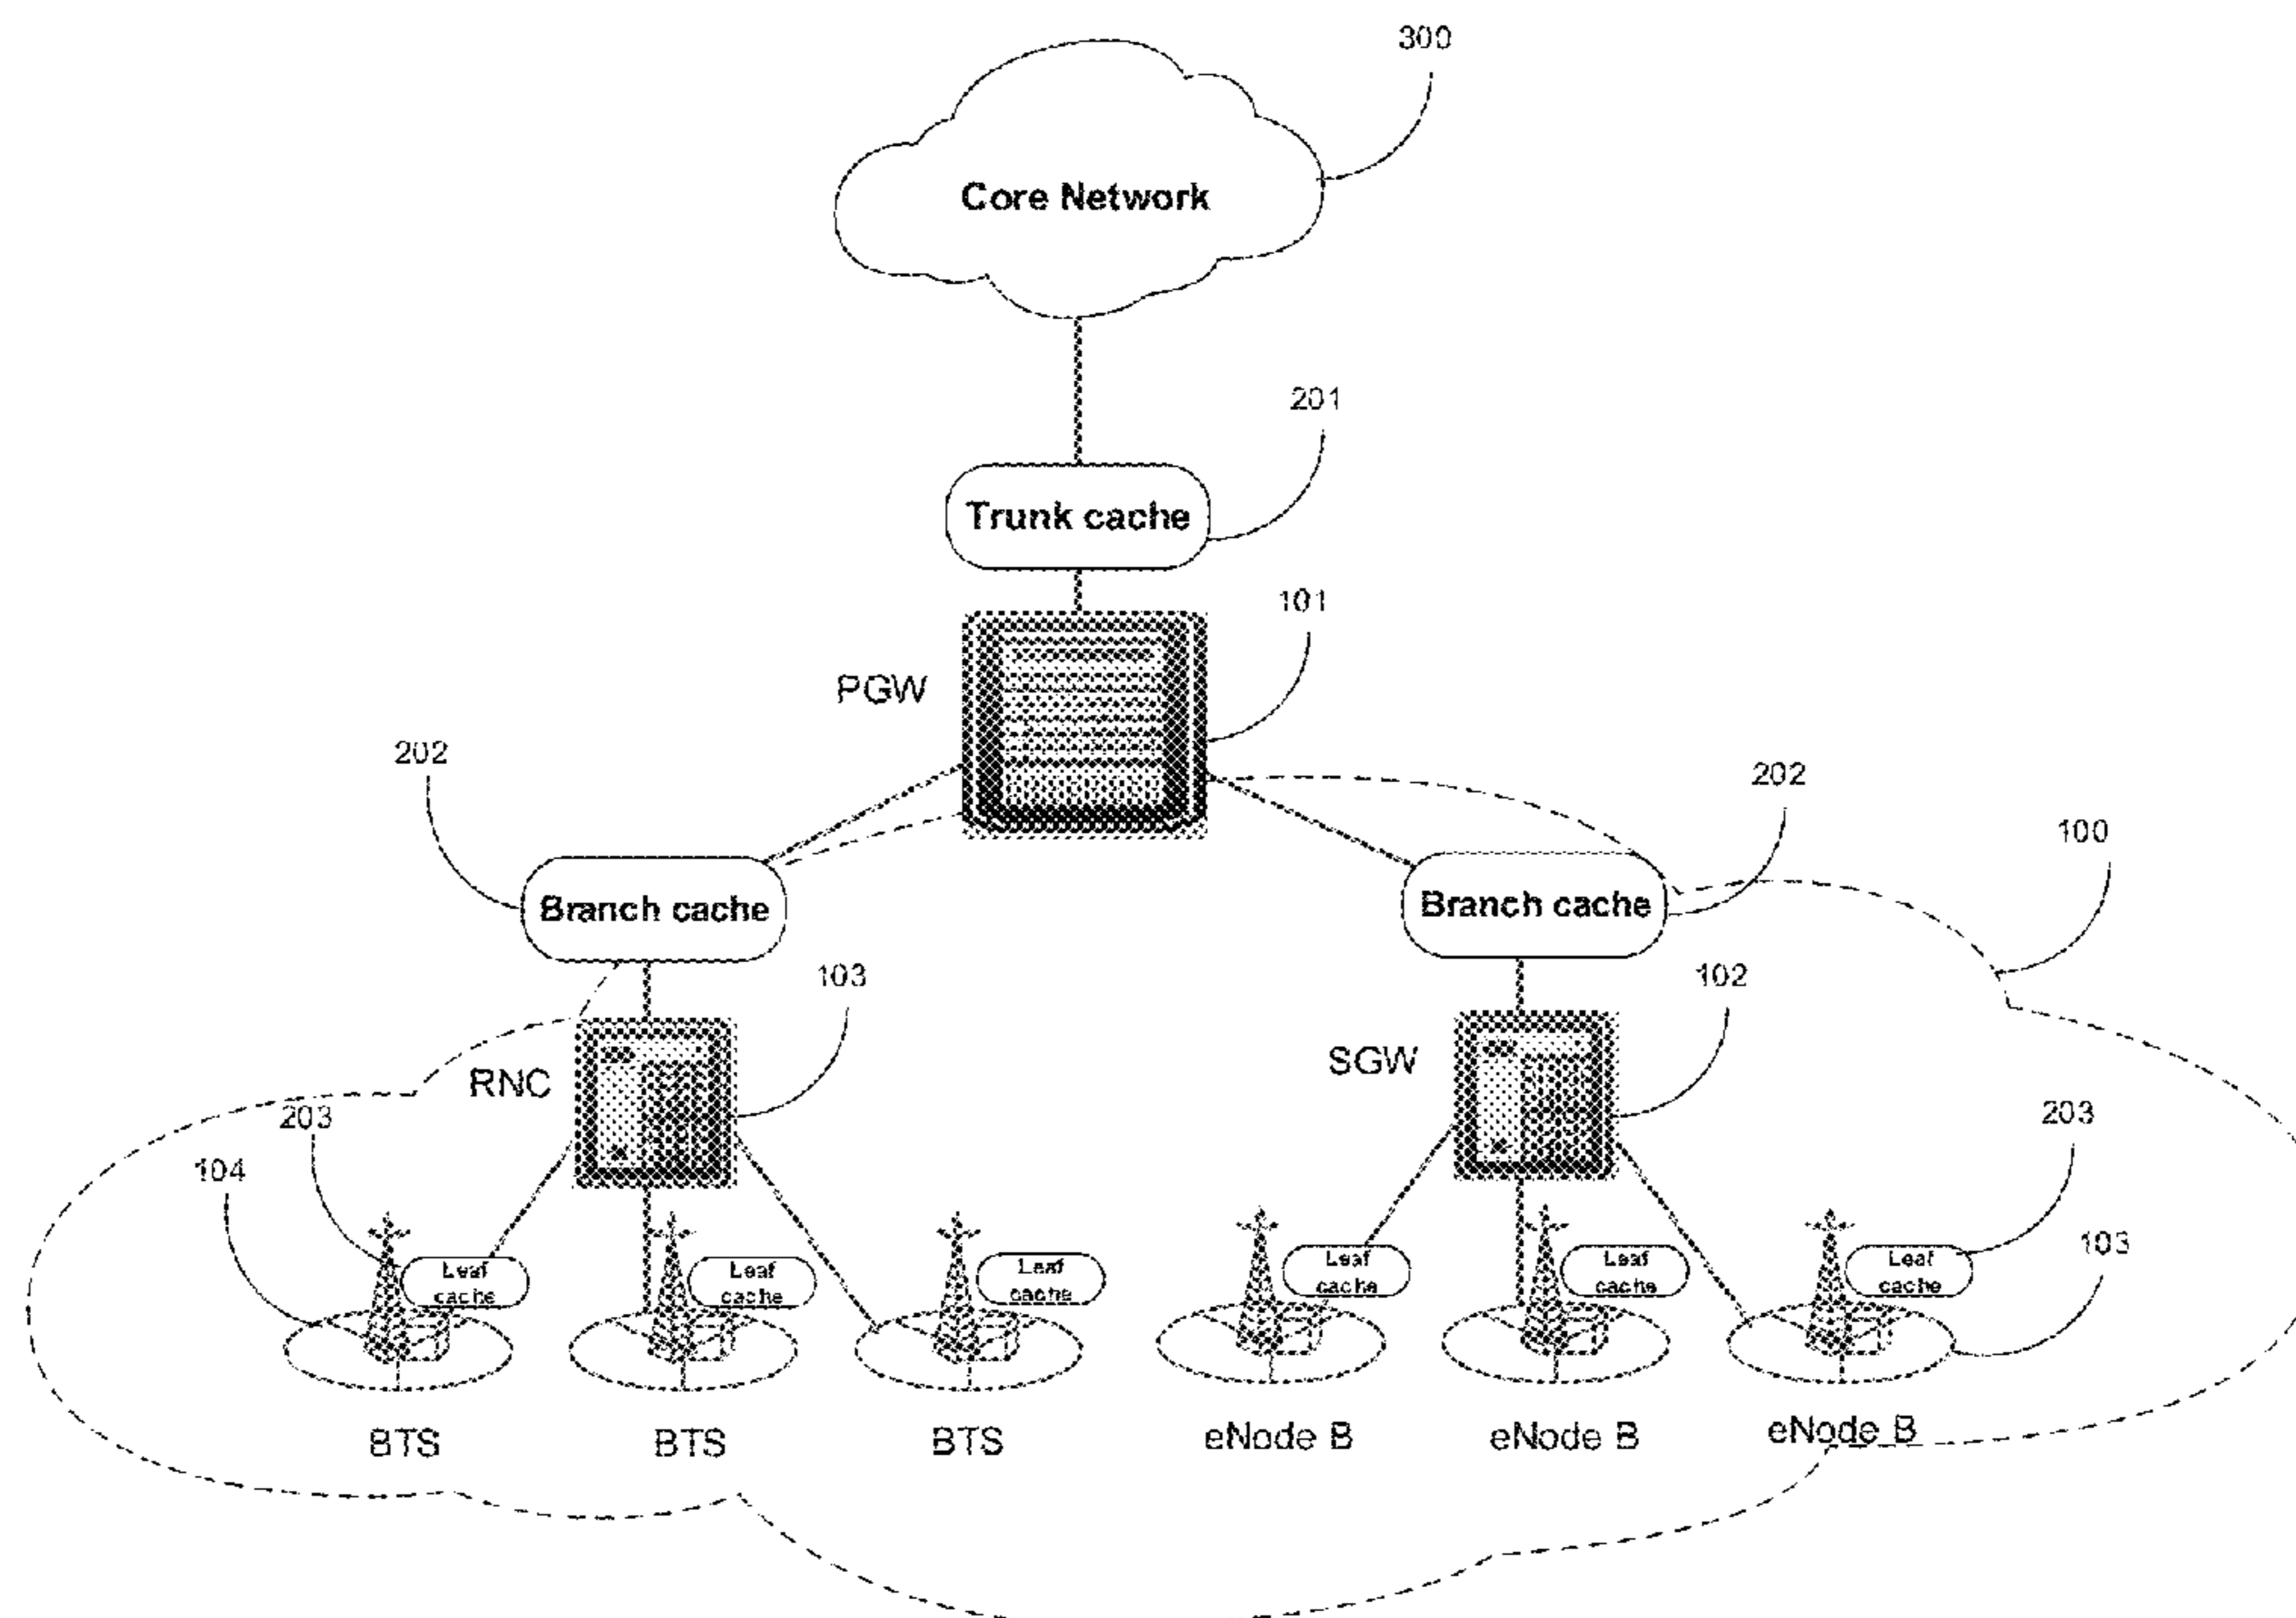 300
Core Network
201
Trunk cache
101
PGW
202
202
100
Branch cache
Branch cache
103
102
RNC
SGW
203
203
104
103
Leaf
cache
Leaf
cache
Leaf
cache
Leaf
cache
Leaf
cache
Leaf
cache
BTS
BTS
BTS
eNode B
eNode B
eNode B